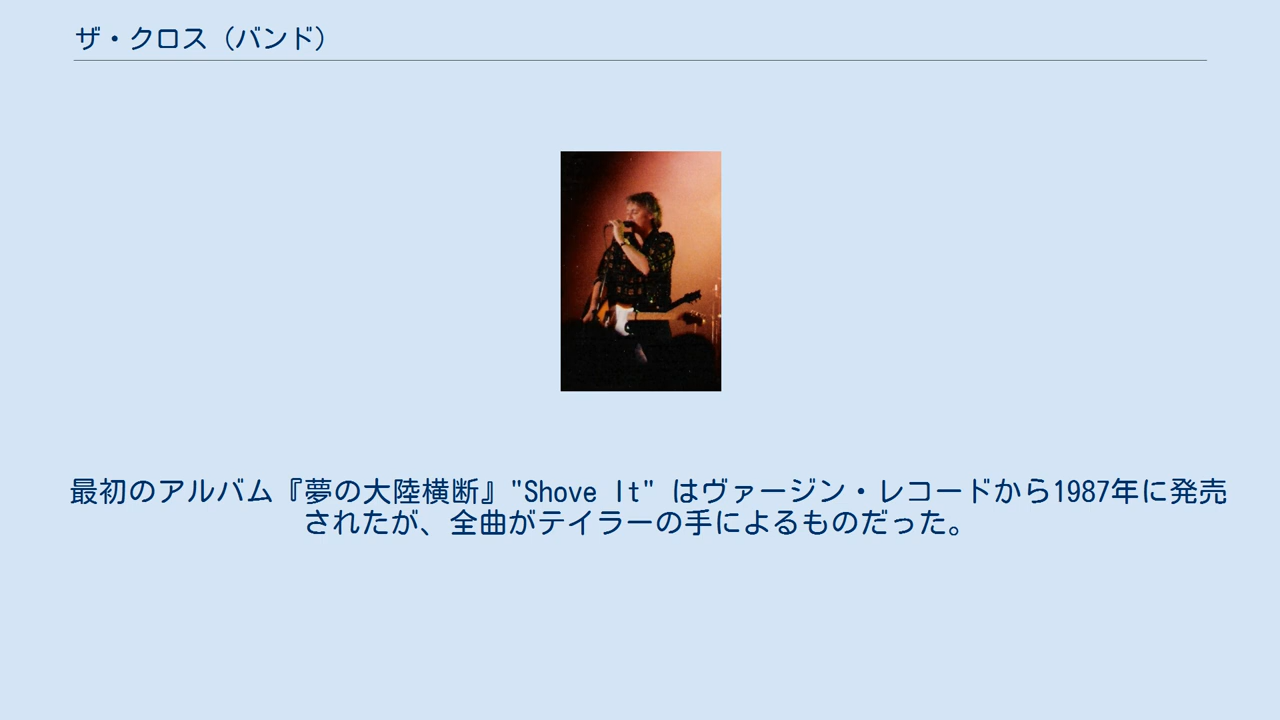 ザ・クロス（バンド）
最初のアルバム『夢の大陸横断』"Shove It" はヴァージン・レコードから1987年に発売
されたが、全曲がテイラーの手によるものだった。